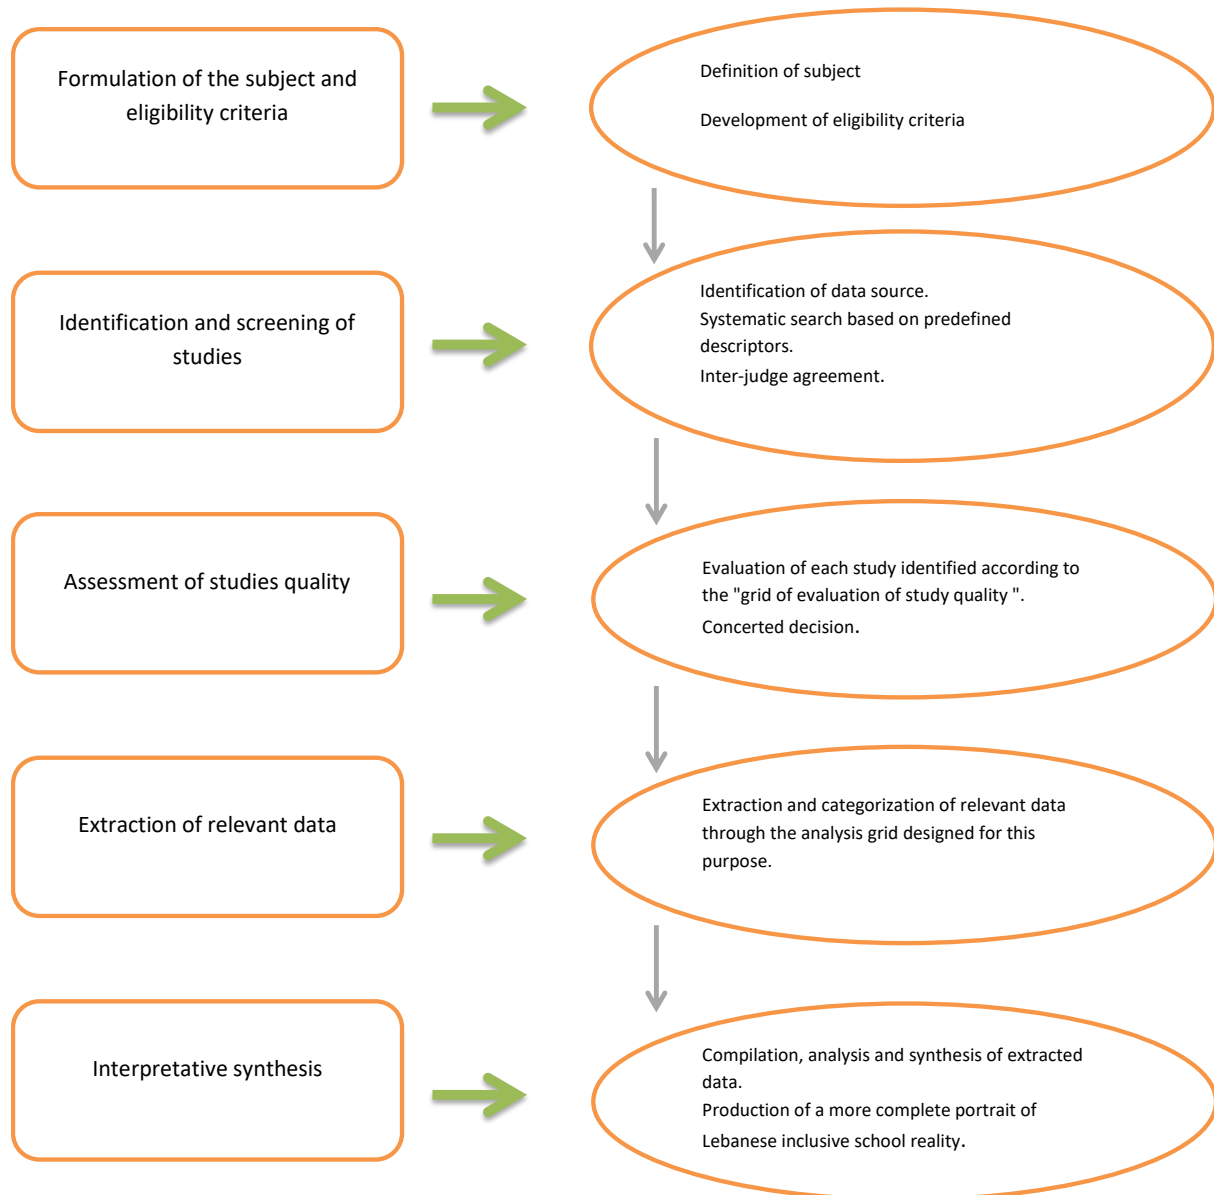 Formulation of the subject and
eligibility criteria
Definition of subject
Development of eligibility criteria
Identification and screening of
studies
Identification of data source.
Systematic search based on predefined
descriptors.
Inter-judge agreement.
Assessment of studies quality
Evaluation of each study identified according to
the "grid of evaluation of study quality ".
Concerted decision.
Extraction of relevant data
Extraction and categorization of relevant data
through the analysis grid designed for this
purpose.
Interpretative synthesis
Compilation, analysis and synthesis of extracted
data.
Production of a more complete portrait of
Lebanese inclusive school reality.